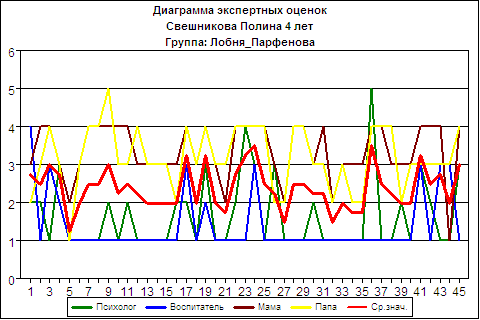 Диаграмма экспертных оценок
Свешникова Полина 4 лет
Группа: Лобня_Парфенова
6
5
4
3
2
1
0
1 3 5 7 9 11 13 15 17 19 21 23 25 27 29 31 33 35 37 39 41 43 45
Психолог Воспитатель Мама Папа Ср.знач.